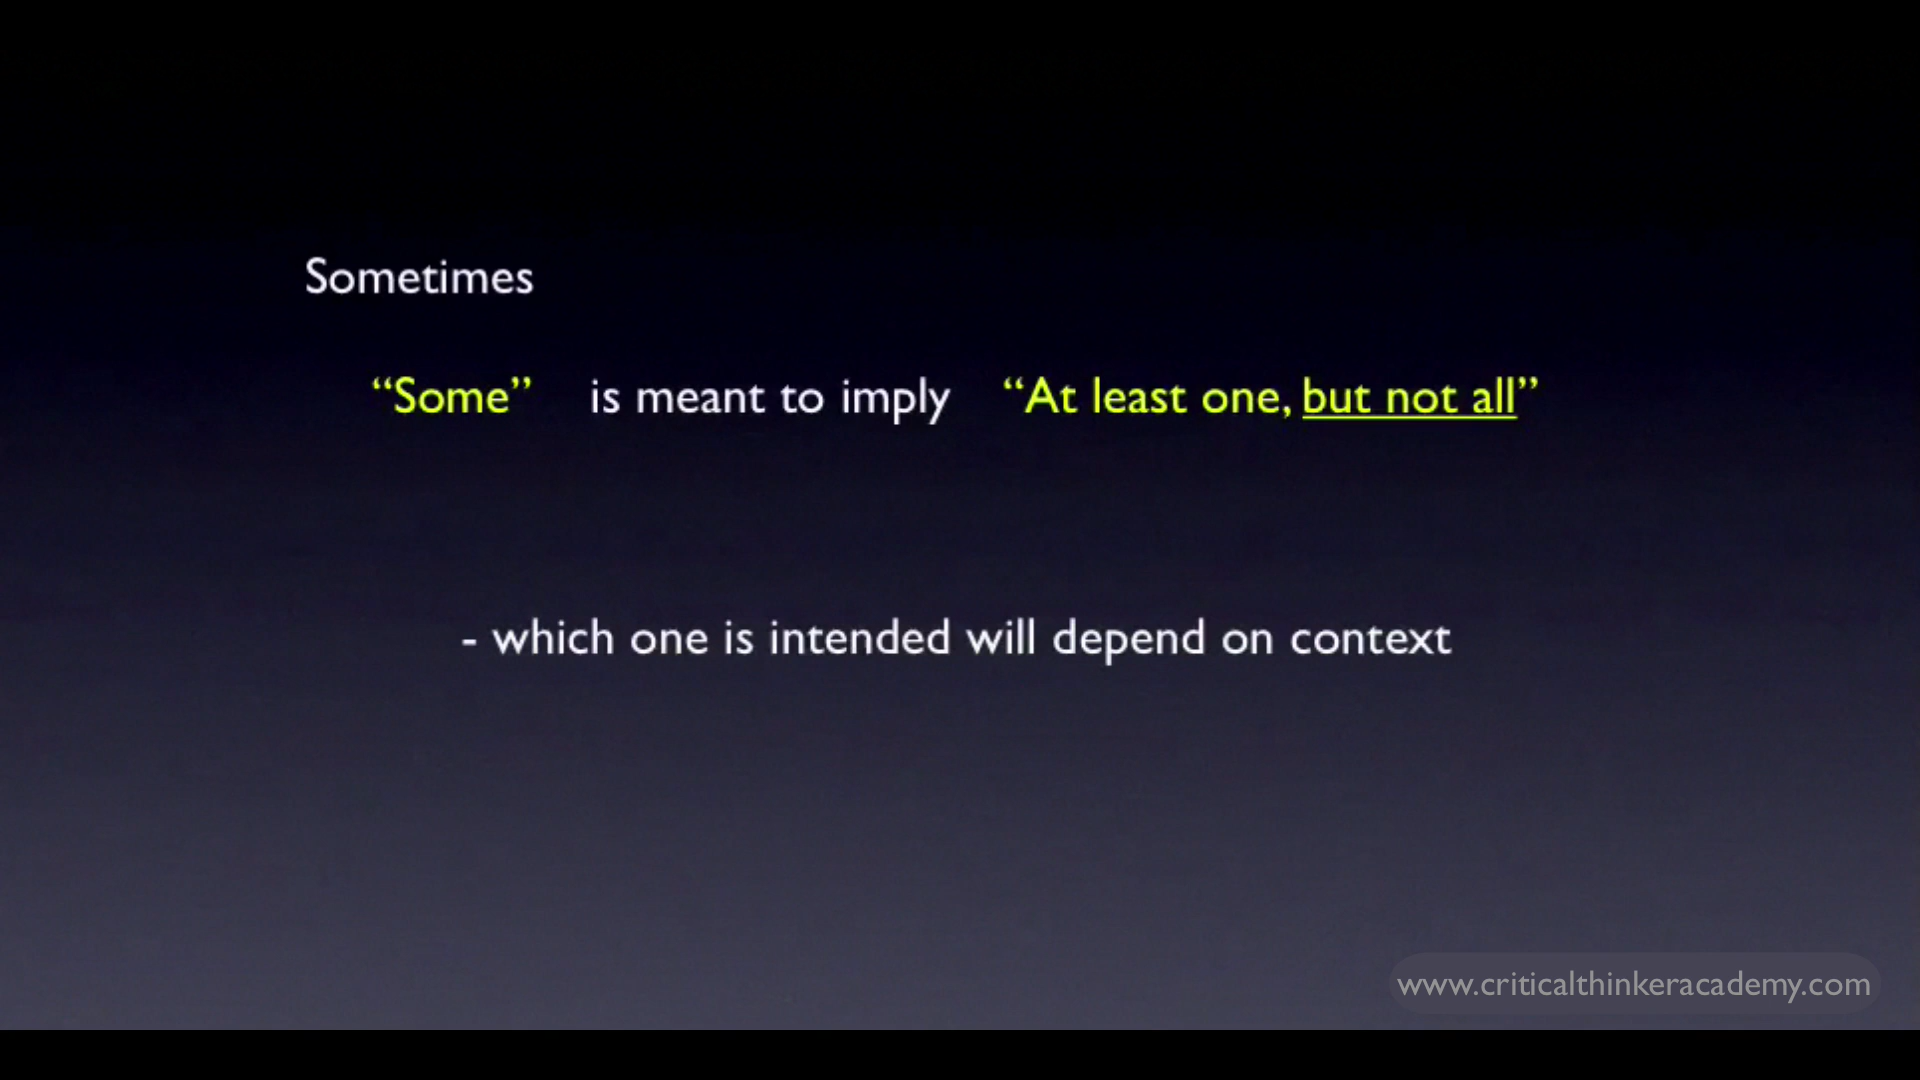 Sometimes
“Some” is meant to imply “At least one, but not all”
- which one is intended will depend on context
www.criticalthinkeracademy.com